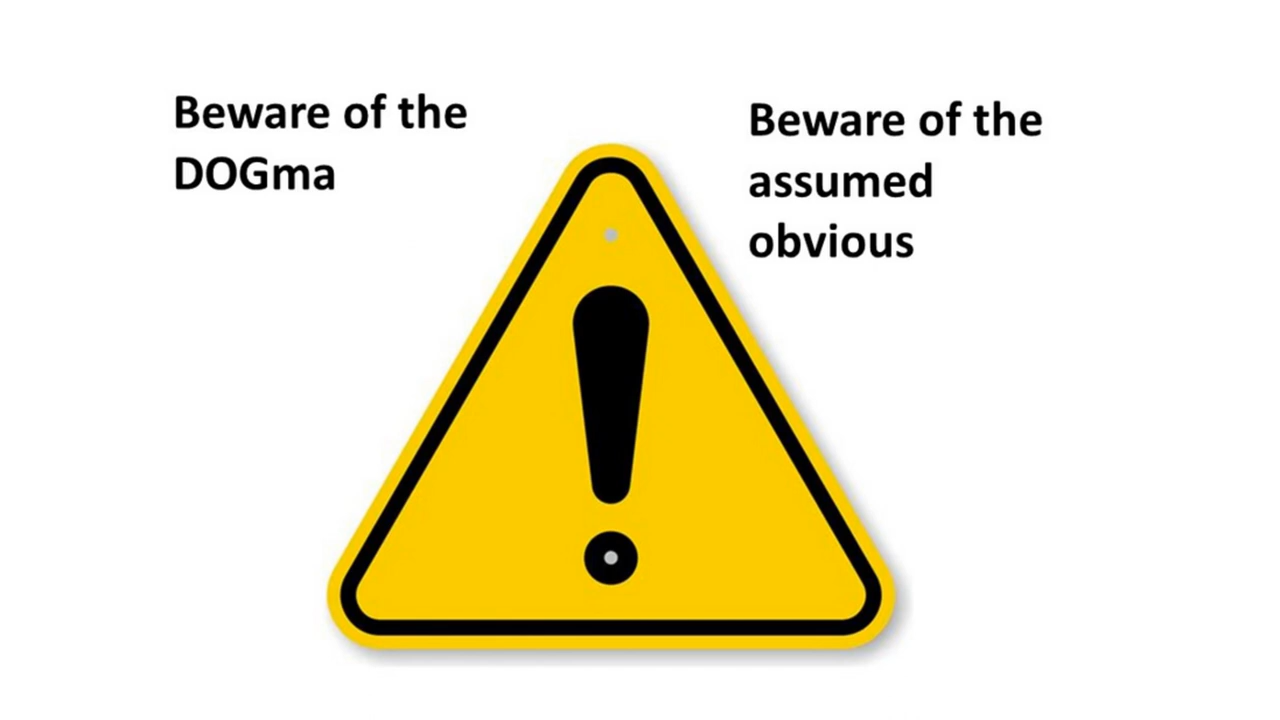 Beware of the
DOGma
Beware of the
assumed
obvious